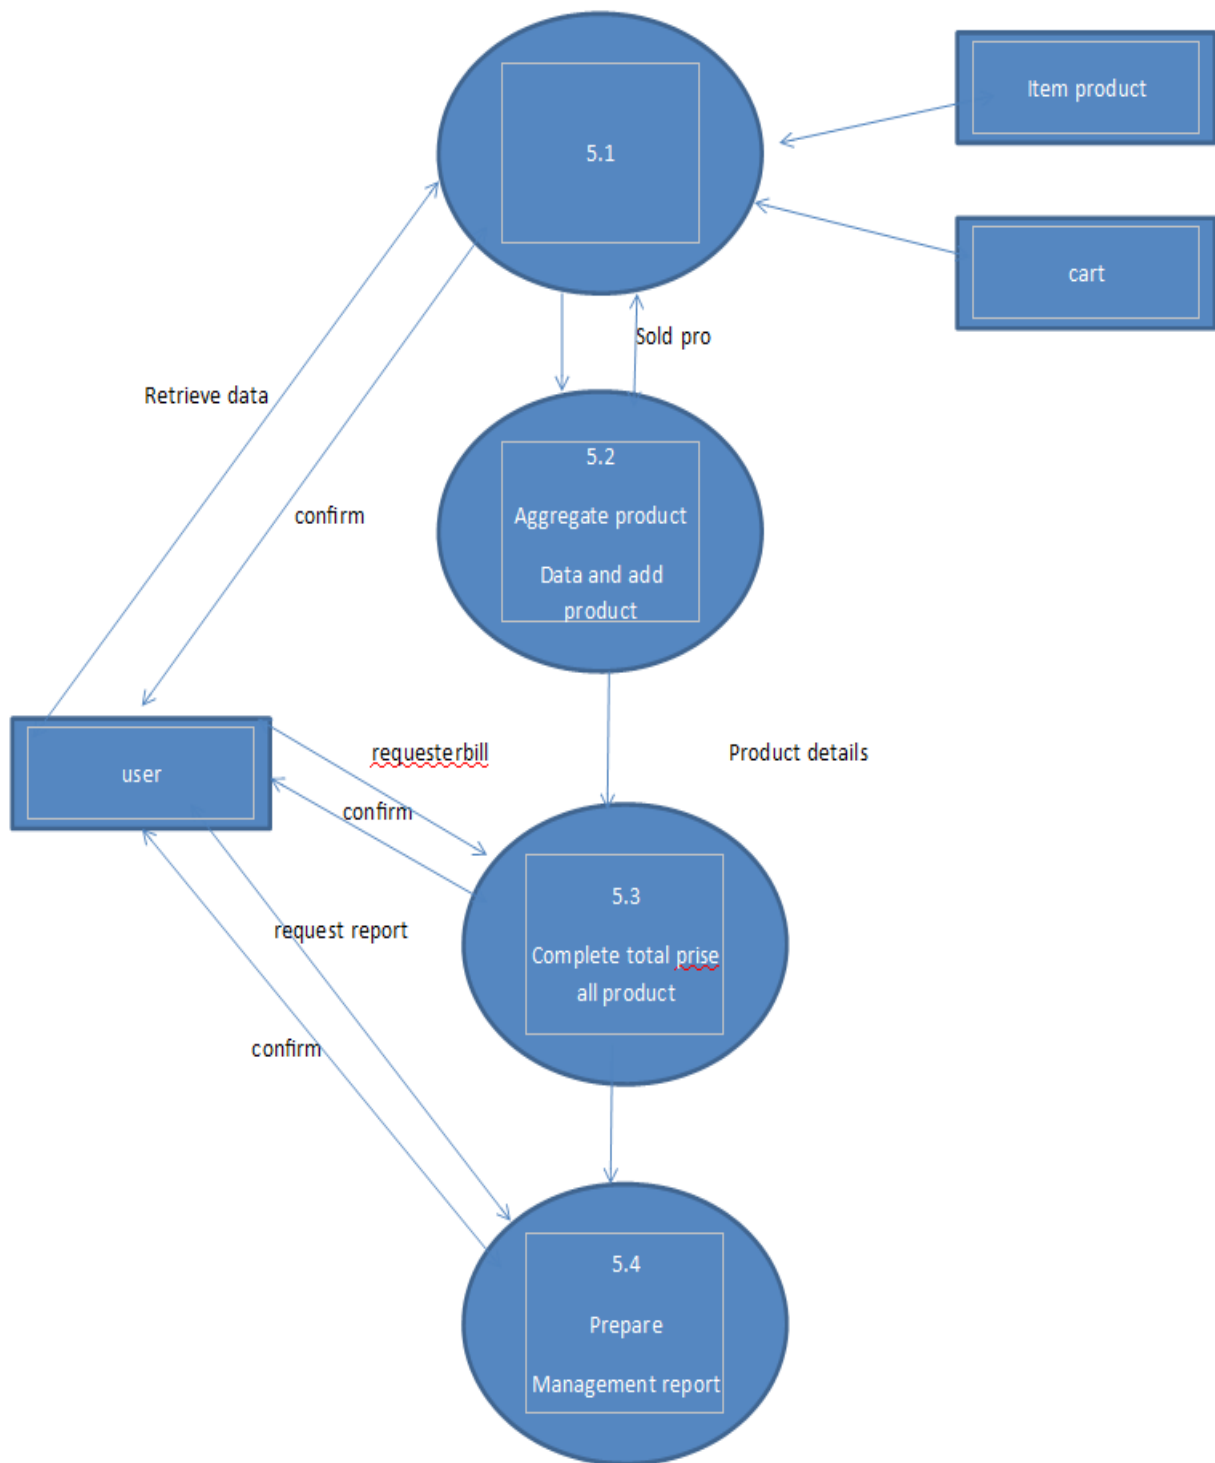 Item product
5.1
cart
Sold pro
Retrieve data
5.2
Aggregate product
confirm
Data and add
product
requesterbill
Product details
user
confirm
5.3
request report
Complete total prise
all product
confirm
5.4
Prepare
Management report